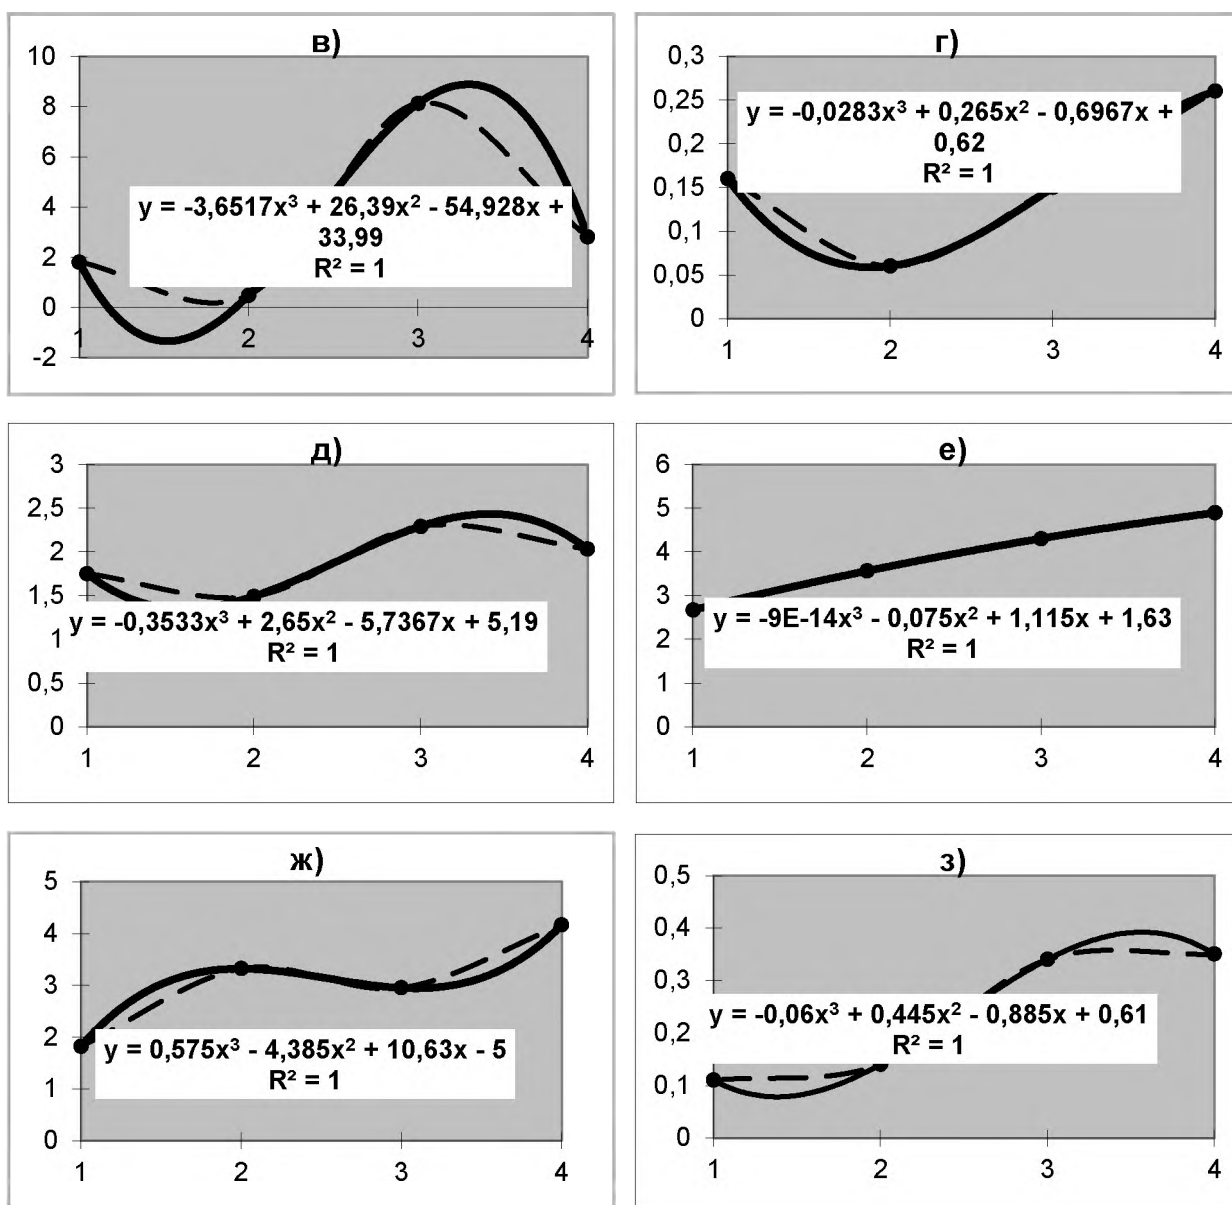 в)
10
8
6
4
2
0
-2
y = -3,6517x³ + 26,39x² - 54,928x +
33,99
R² = 1
1 2 3 4
г)
0,3
0,25
0,2
0,15
0,1
0,05
0
y = -0,0283x³ + 0,265x² - 0,6967x +
0,62
R² = 1
1 2 3 4
д)
3
2,5
2
1,5
1
0,5
0
y = -0,3533x³ + 2,65x² - 5,7367x + 5,19
R² = 1
1 2 3 4
е)
6
5
4
3
2
1
0
y = -9E-14x³ - 0,075x² + 1,115x + 1,63
R² = 1
1 2 3 4
ж)
5
4
3
2
1
0
y = 0,575x³ - 4,385x² + 10,63x - 5
R² = 1
1 2 3 4
з)
0,5
0,4
0,3
0,2
0,1
0
y = -0,06x³ + 0,445x² - 0,885x + 0,61
R² = 1
1 2 3 4